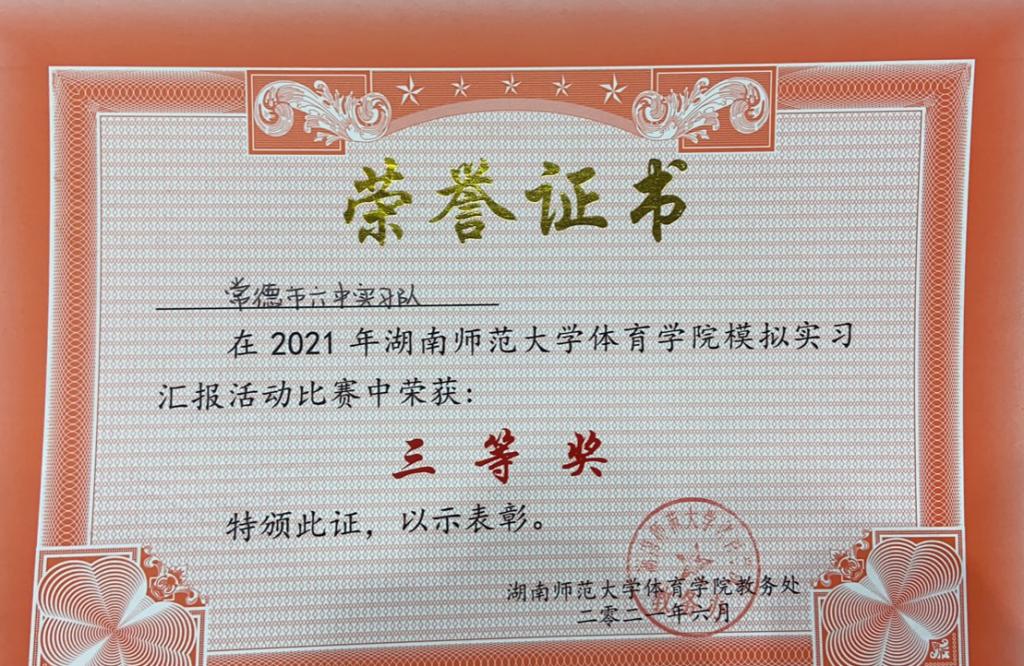 荣誉证书
常德市六中实习队
在 2021 年湖南师范大学体育学院模拟实习
汇报活动比赛中荣获：
三等奖
特颁此证，以示表彰。
湖南师范大学体育学院教务处
二零二一年六月